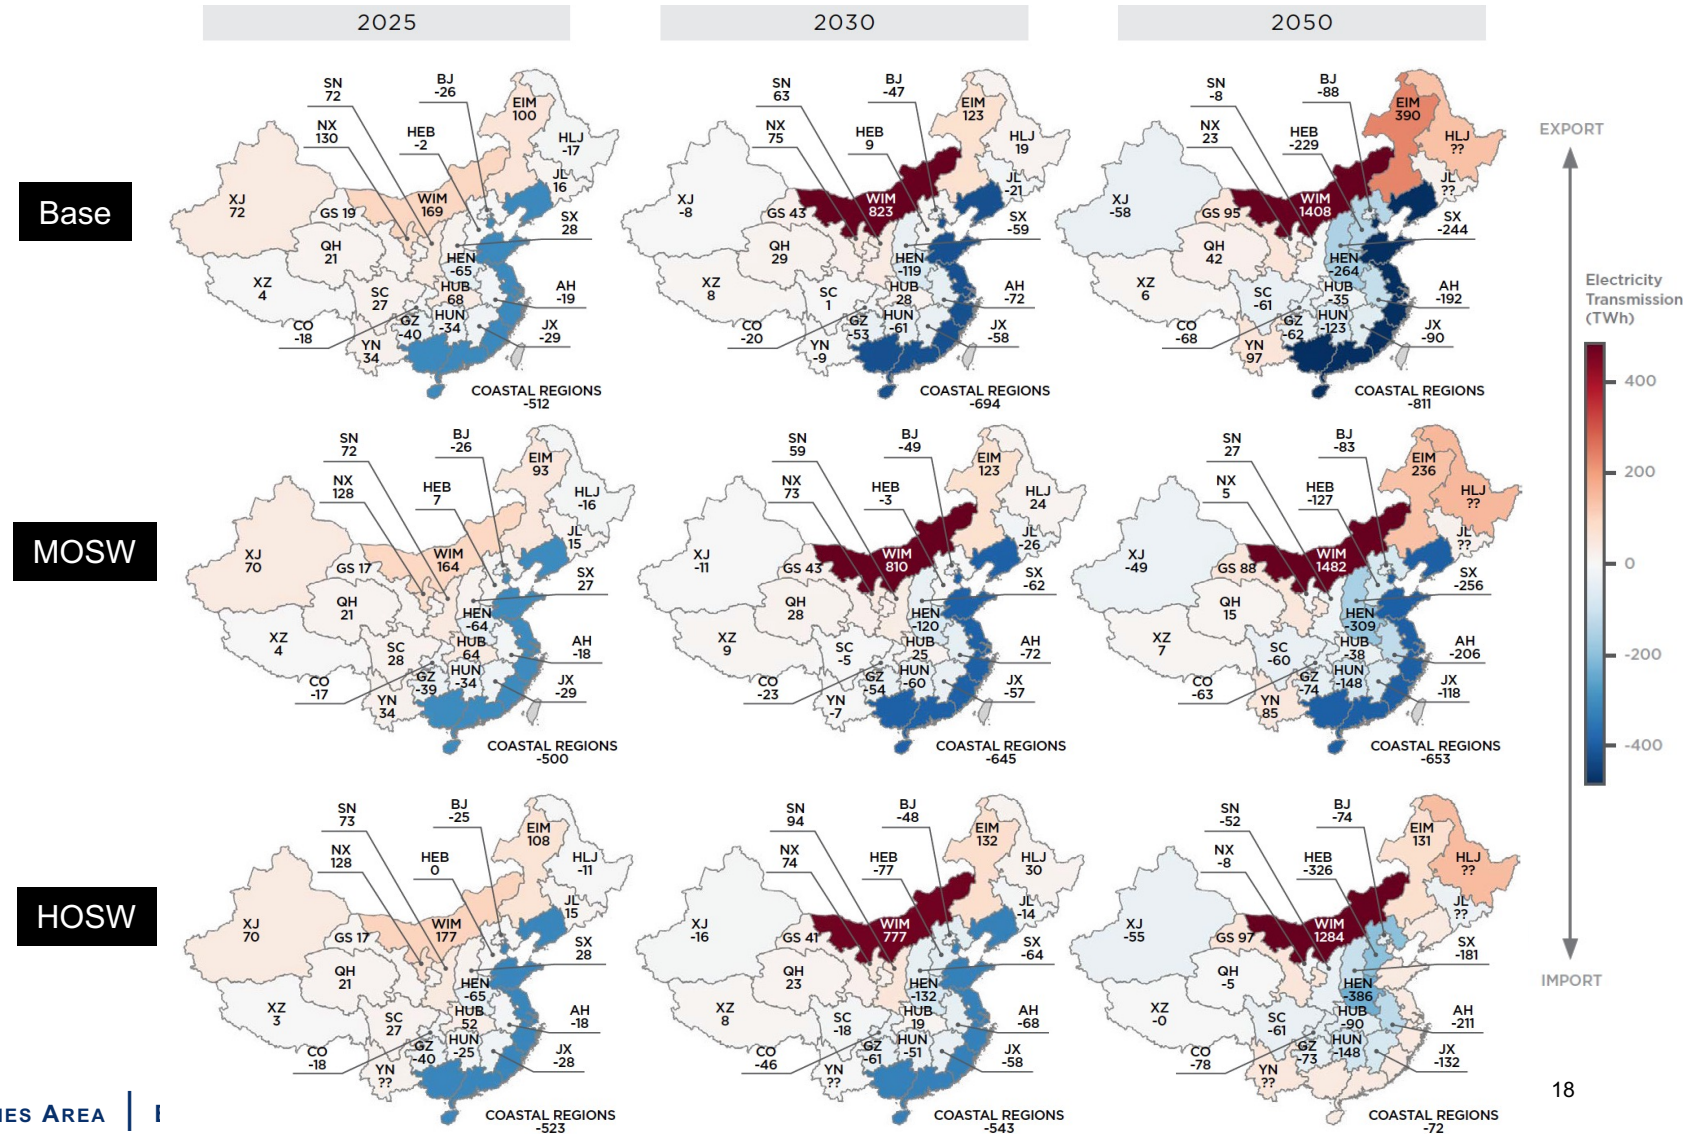 2025
2030
2050
Base
SN
72
BJ
-26
NX
130
HEB
-2
EIM
100
HLJ
-17
JL
16
XJ
72
GS 19
WIM
169
SX
28
QH
21
HEN
-65
XZ
4
SC
27
HUB
68
AH
-19
CO
-18
GZ
-40
HUN
-34
JX
-29
YN
34
COASTAL REGIONS
-512
SN
63
BJ
-47
NX
75
HEB
9
EIM
123
HLJ
19
JL
-21
XJ
-8
GS 43
WIM
823
SX
-59
QH
29
HEN
-119
XZ
8
SC
1
HUB
28
AH
-72
CO
-20
GZ
-53
HUN
-61
JX
-58
YN
-9
COASTAL REGIONS
-694
SN
-8
BJ
-88
NX
23
HEB
-229
EIM
390
HLJ
??
JL
??
XJ
-58
GS 95
WIM
1408
SX
-244
QH
42
HEN
-264
XZ
6
SC
-61
HUB
-35
AH
-192
CO
-68
GZ
-62
HUN
-123
JX
-90
YN
97
COASTAL REGIONS
-811
MOSW
SN
72
BJ
-26
NX
128
HEB
7
EIM
93
HLJ
-16
JL
15
XJ
70
GS 17
WIM
164
SX
27
QH
21
HEN
-64
XZ
4
SC
28
HUB
64
AH
-18
CO
-17
GZ
-39
HUN
-34
JX
-29
YN
34
COASTAL REGIONS
-500
SN
59
BJ
-49
NX
73
HEB
-3
EIM
123
HLJ
24
JL
-26
XJ
-11
GS 43
WIM
810
SX
-62
QH
28
HEN
-120
XZ
9
SC
-5
HUB
25
AH
-72
CO
-23
GZ
-54
HUN
-60
JX
-57
YN
-7
COASTAL REGIONS
-645
SN
27
BJ
-83
NX
5
HEB
-127
EIM
236
HLJ
??
JL
??
XJ
-49
GS 88
WIM
1482
SX
-256
QH
15
HEN
-309
XZ
7
SC
-60
HUB
-38
AH
-206
CO
-63
GZ
-74
HUN
-148
JX
-118
YN
85
COASTAL REGIONS
-653
HOSW
SN
73
BJ
-25
NX
128
HEB
0
EIM
108
HLJ
-11
JL
15
XJ
70
GS 17
WIM
177
SX
28
QH
21
HEN
-65
XZ
3
SC
27
HUB
52
AH
-18
CO
-18
GZ
-40
HUN
-25
JX
-28
YN
??
COASTAL REGIONS
-523
SN
94
BJ
-48
NX
74
HEB
-77
EIM
132
HLJ
30
JL
-14
XJ
-16
GS 41
WIM
777
SX
-64
QH
23
HEN
-132
XZ
8
SC
-18
HUB
19
AH
-68
CO
-46
GZ
-61
HUN
-51
JX
-58
YN
??
COASTAL REGIONS
-543
SN
-52
BJ
-74
NX
-8
HEB
-326
EIM
131
HLJ
??
JL
??
XJ
-55
GS 97
WIM
1284
SX
-181
QH
-5
HEN
-386
XZ
-0
SC
-61
HUB
-90
AH
-211
CO
-78
GZ
-73
HUN
-148
JX
-132
YN
??
COASTAL REGIONS
-72
EXPORT
Electricity
Transmission
(TWh)
400
200
0
-200
-400
IMPORT
18
IES AREA